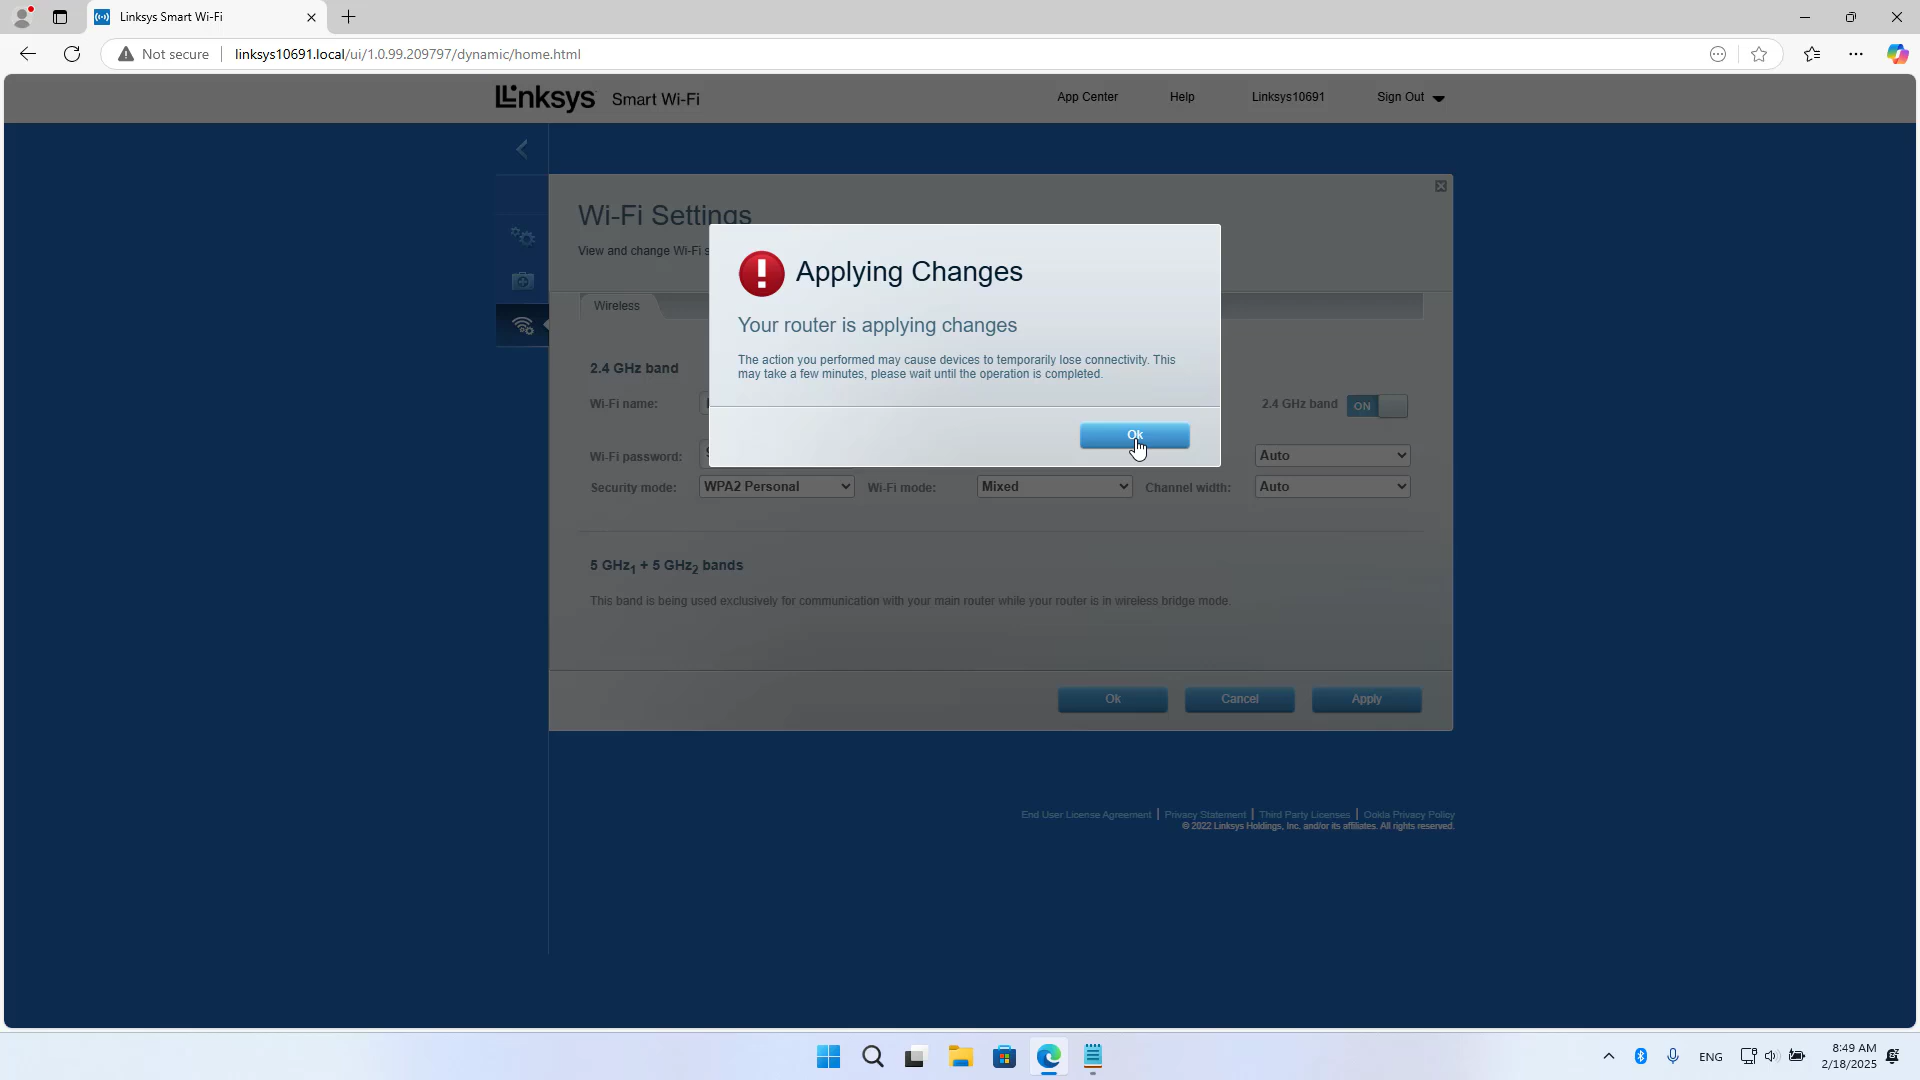 Linksys Smart Wi-Fi
Not secure
linksys10691.local/ui/1.0.99.209797/dynamic/home.html
Linksys Smart Wi-Fi
App Center
Help
Linksys10691
Sign Out
Wi-Fi Settings
View and change Wi-Fi
Applying Changes
Your router is applying changes
The action you performed may cause devices to temporarily lose connectivity. This
may take a few minutes, please wait until the operation is completed.
Ok
Wireless
2.4 GHz band
Wi-Fi name:
2.4 GHz band
ON
Wi-Fi password:
Auto
Security mode:
WPA2 Personal
Wi-Fi mode:
Mixed
Channel width:
Auto
5 GHz1 + 5 GHz2 bands
This band is being used exclusively for communication with your main router while your router is in wireless bridge mode.
Ok
Cancel
Apply
End User License Agreement | Privacy Statement | Third Party Licenses | Ookla Privacy Policy
© 2022 Linksys Holdings, Inc. and/or its affiliates. All rights reserved.
ENG
8:49 AM
2/18/2025